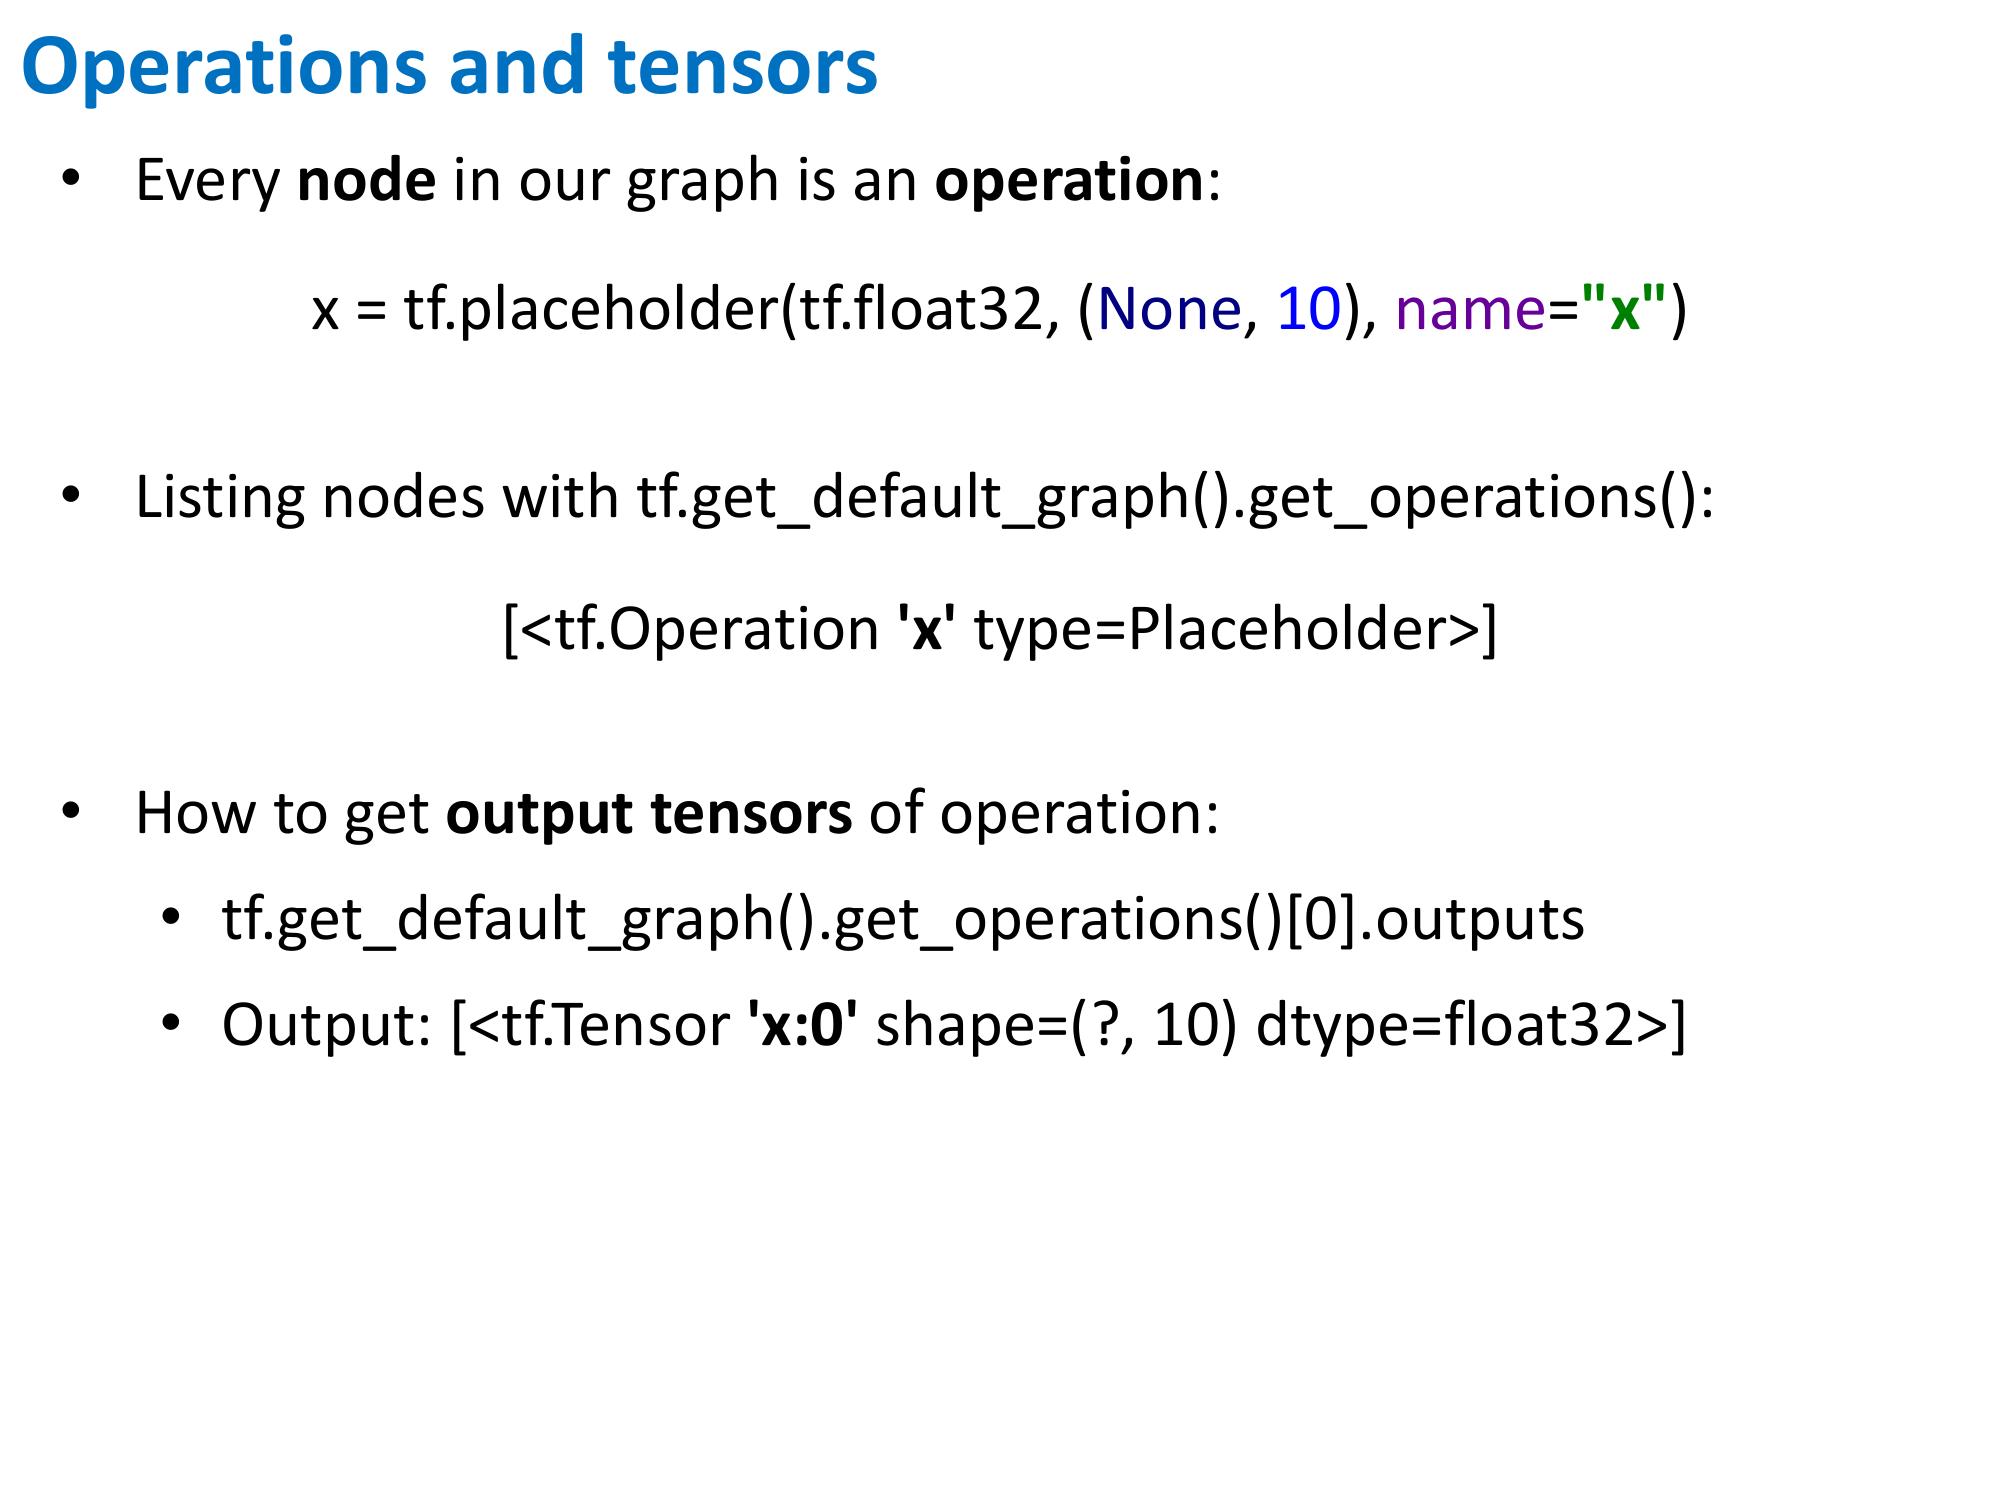 Operations and tensors
• Every node in our graph is an operation:
x = tf.placeholder(tf.float32, (None, 10), name="x")
• Listing nodes with tf.get_default_graph().get_operations():
[<tf.Operation 'x' type=Placeholder>]
• How to get output tensors of operation:
• tf.get_default_graph().get_operations()[0].outputs
• Output: [<tf.Tensor 'x:0' shape=(?, 10) dtype=float32>]